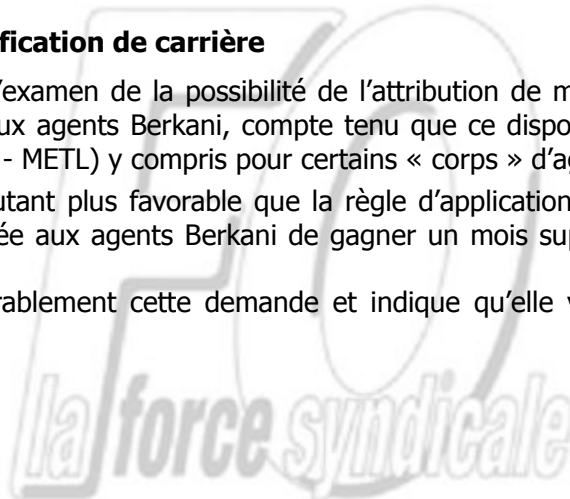 fication de carrière
'examen de la possibilité de l'attribution de m
ux agents Berkani, compte tenu que ce dispo
- METL) y compris pour certains « corps » d'a
utant plus favorable que la règle d'application
ée aux agents Berkani de gagner un mois su
rablement cette demande et indique qu'elle v
FO
la force syndicale